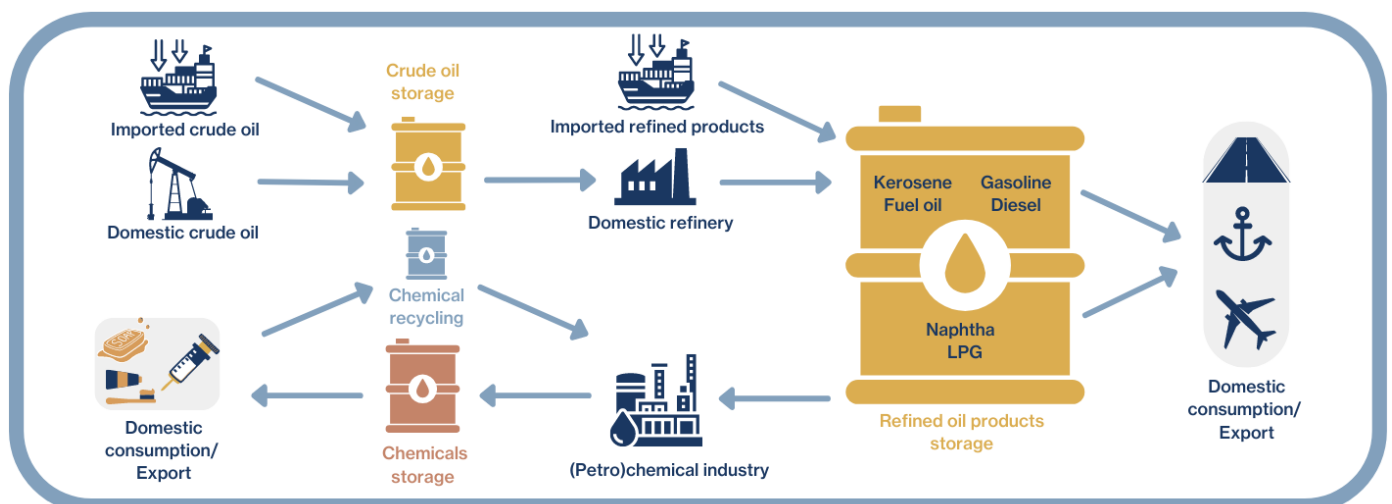 Crude oil
storage
Imported crude oil
Imported refined products
Domestic crude oil
Domestic refinery
Kerosene
Fuel oil
Gasoline
Diesel
Naphtha
LPG
Refined oil products
storage
Domestic
consumption/
Export
Chemical
recycling
(Petro)chemical industry
Chemicals
storage
Domestic
consumption/
Export